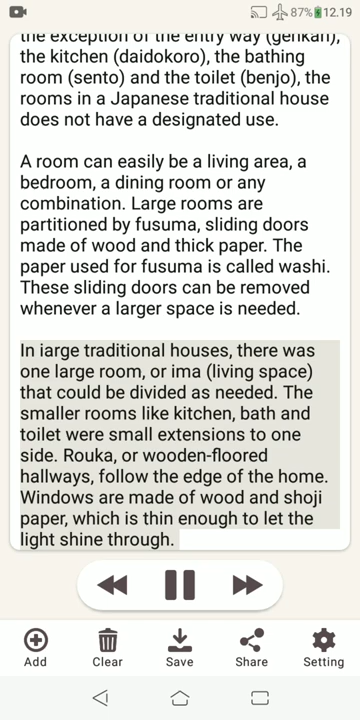 87% 12.19
the exception of the entry way (genkan),
the kitchen (daidokoro), the bathing
room (sento) and the toilet (benjo), the
rooms in a Japanese traditional house
does not have a designated use.
A room can easily be a living area, a
bedroom, a dining room or any
combination. Large rooms are
partitioned by fusuma, sliding doors
made of wood and thick paper. The
paper used for fusuma is called washi.
These sliding doors can be removed
whenever a larger space is needed.
In iarge traditional houses, there was
one large room, or ima (living space)
that could be divided as needed. The
smaller rooms like kitchen, bath and
toilet were small extensions to one
side. Rouka, or wooden-floored
hallways, follow the edge of the home.
Windows are made of wood and shoji
paper, which is thin enough to let the
light shine through.
Add Clear Save Share Setting